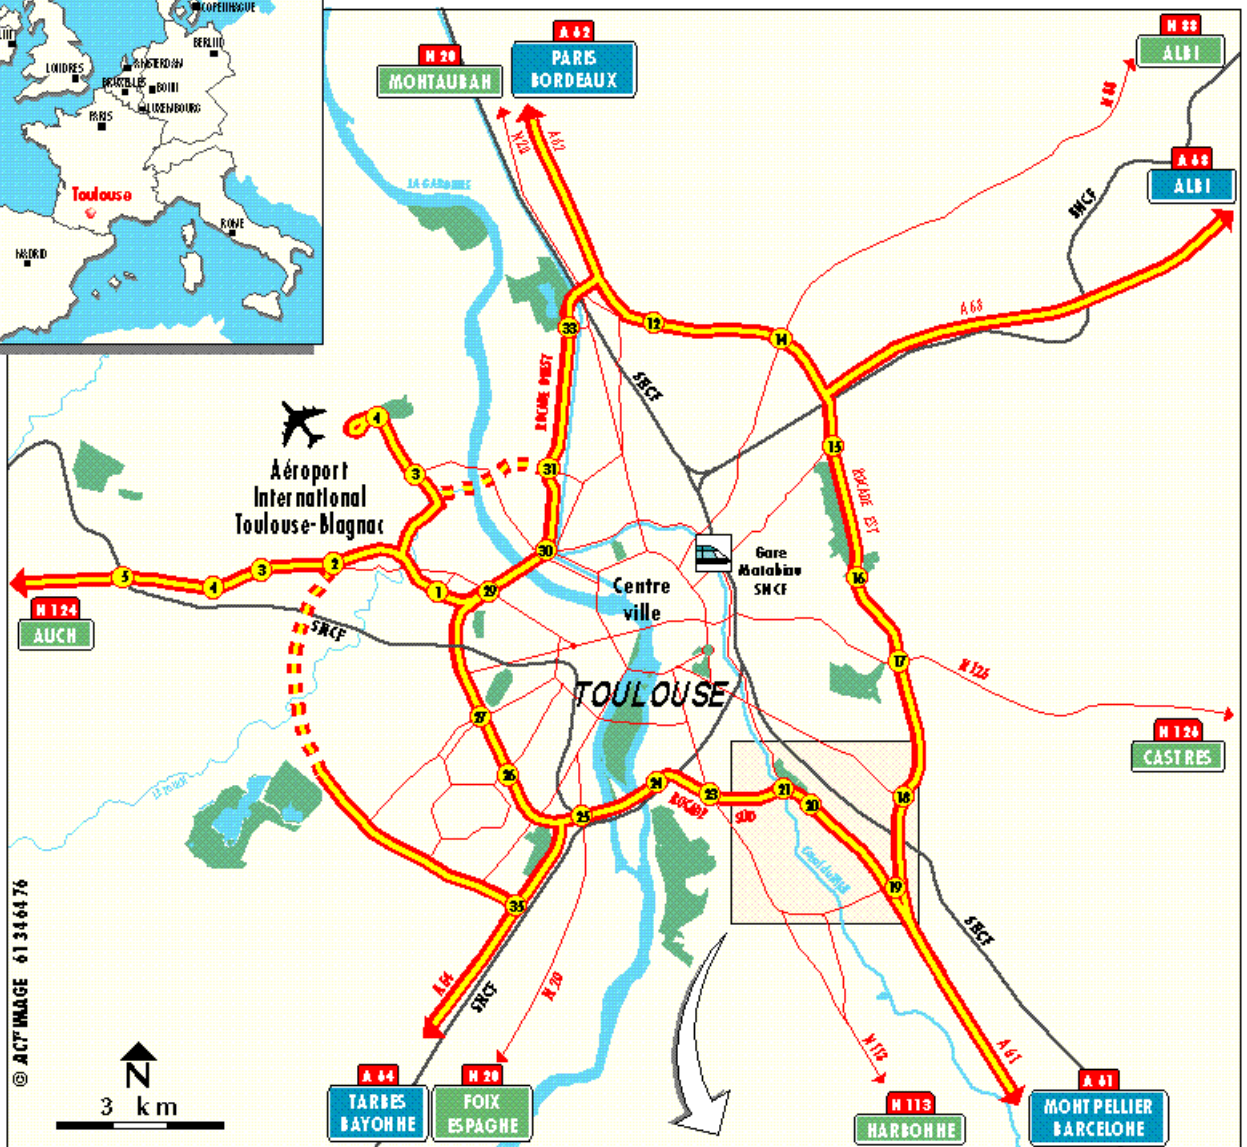 COPENHAGUE
BERLIN
AMSTERDAM
LONDRES
BRUXELLES
BONN
LUXEMBOURG
PARIS
Toulouse
ROME
MADRID
N 20
MONTAUBAN
A 62
PARIS
BORDEAUX
N 88
ALBI
A 68
ALBI
N 20
A 62
N 88
LA GARONNE
SNCF
A 68
33
12
14
SNCF
ROCADE OUEST
4
15
Aéroport
International
Toulouse-Blagnac
3
31
ROCADE EST
30
Gare
Matabiau
SNCF
Centre
ville
5
4
3
2
1
29
16
N 124
AUCH
SNCF
17
N 126
TOULOUSE
27
N 126
CASTRES
26
24
23
21
20
18
25
ROCADE
SUD
Canal du Midi
19
35
SNCF
A 64
SNCF
N 20
N 113
A 61
© ACT'IMAGE 61 34 64 76
N
3 km
A 64
TARBES
BAYONNE
N 20
FOIX
ESPAGNE
N 113
NARBONNE
A 61
MONTPELLIER
BARCELONE